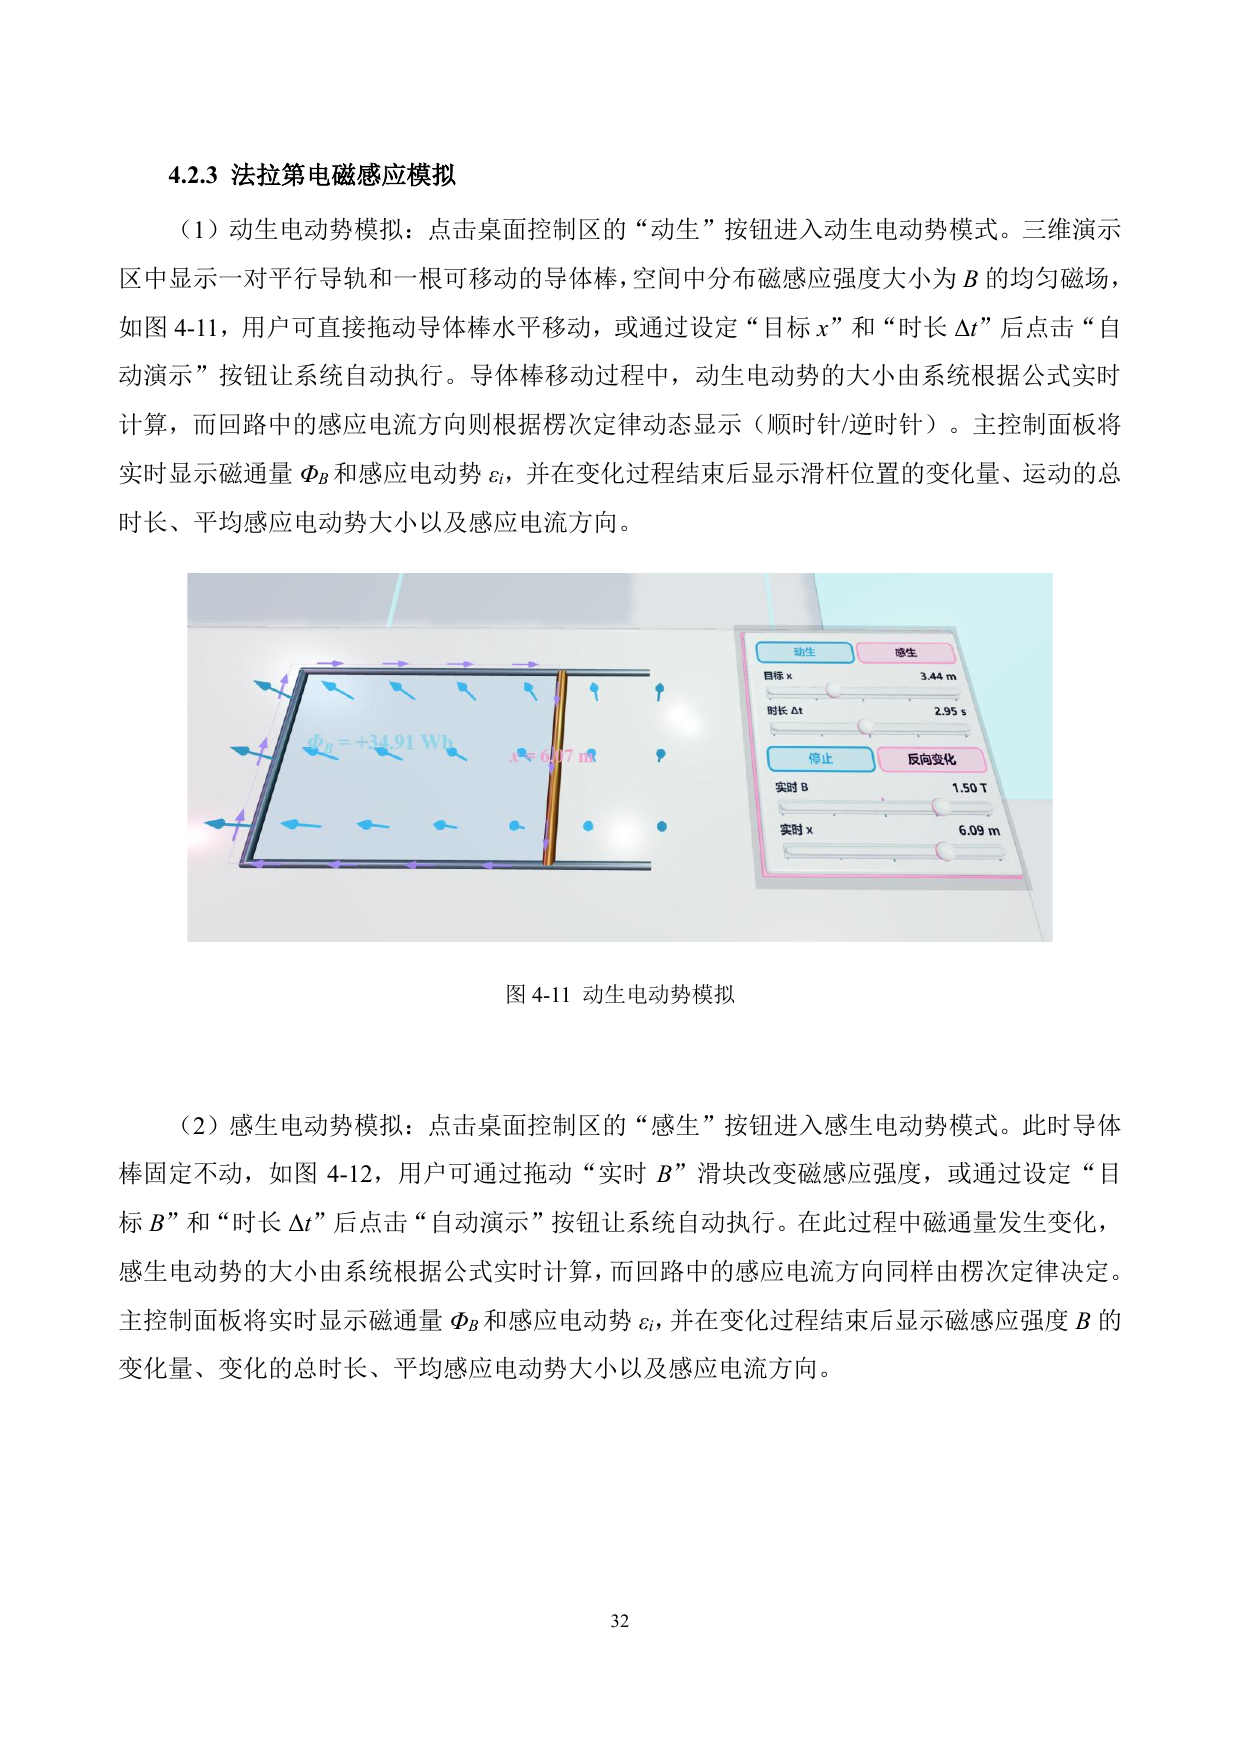 4.2.3 法拉第电磁感应模拟
（1）动生电动势模拟：点击桌面控制区的“动生”按钮进入动生电动势模式。三维演示
区中显示一对平行导轨和一根可移动的导体棒，空间中分布磁感应强度大小为 B 的均匀磁场，
如图 4-11，用户可直接拖动导体棒水平移动，或通过设定“目标 x”和“时长 Δt”后点击“自
动演示”按钮让系统自动执行。导体棒移动过程中，动生电动势的大小由系统根据公式实时
计算，而回路中的感应电流方向则根据楞次定律动态显示（顺时针/逆时针）。主控制面板将
实时显示磁通量 Φ_B 和感应电动势 ε_i，并在变化过程结束后显示滑杆位置的变化量、运动的总
时长、平均感应电动势大小以及感应电流方向。
Φ_B = +34.91 Wb
x = 6.07 m
动生 感生
目标 x 3.44 m
时长 Δt 2.95 s
停止 反向变化
实时 B 1.50 T
实时 x 6.09 m
图 4-11 动生电动势模拟
（2）感生电动势模拟：点击桌面控制区的“感生”按钮进入感生电动势模式。此时导体
棒固定不动，如图 4-12，用户可通过拖动“实时 B”滑块改变磁感应强度，或通过设定“目
标 B”和“时长 Δt”后点击“自动演示”按钮让系统自动执行。在此过程中磁通量发生变化，
感生电动势的大小由系统根据公式实时计算，而回路中的感应电流方向同样由楞次定律决定。
主控制面板将实时显示磁通量 Φ_B 和感应电动势 ε_i，并在变化过程结束后显示磁感应强度 B 的
变化量、变化的总时长、平均感应电动势大小以及感应电流方向。
32